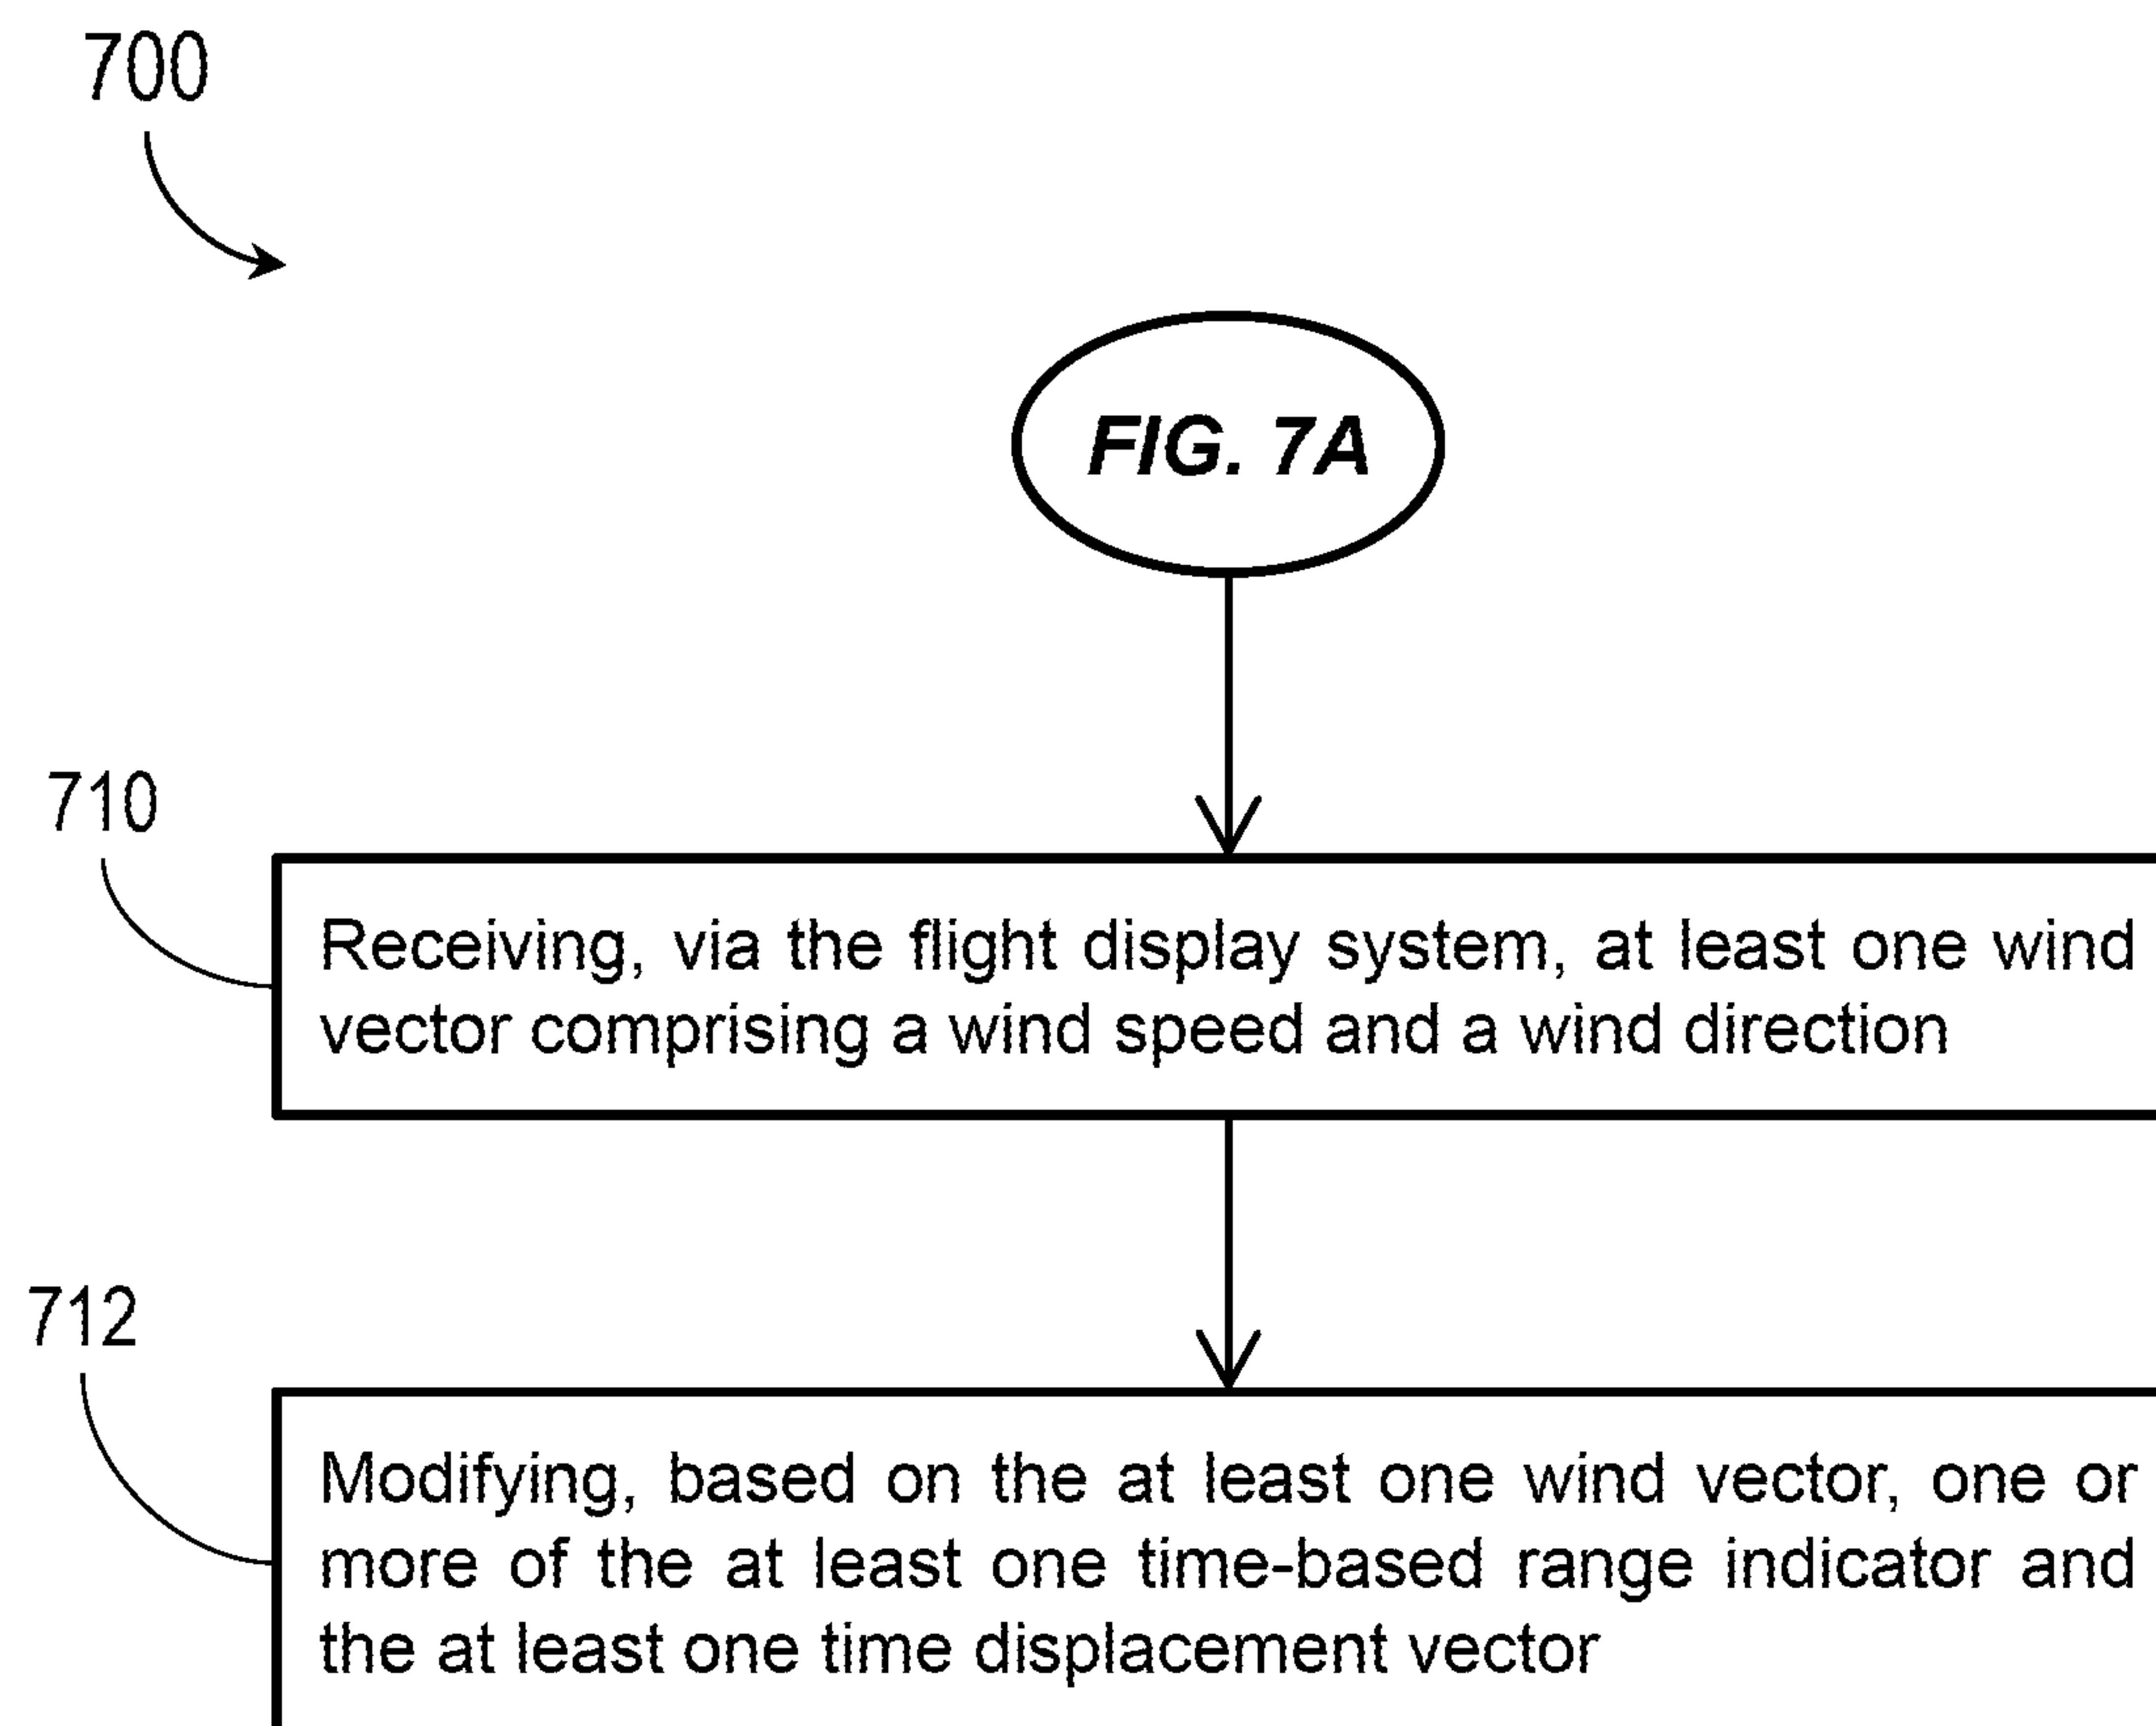 700
FIG. 7A
710
Receiving, via the flight display system, at least one wind
vector comprising a wind speed and a wind direction
712
Modifying, based on the at least one wind vector, one or
more of the at least one time-based range indicator and
the at least one time displacement vector